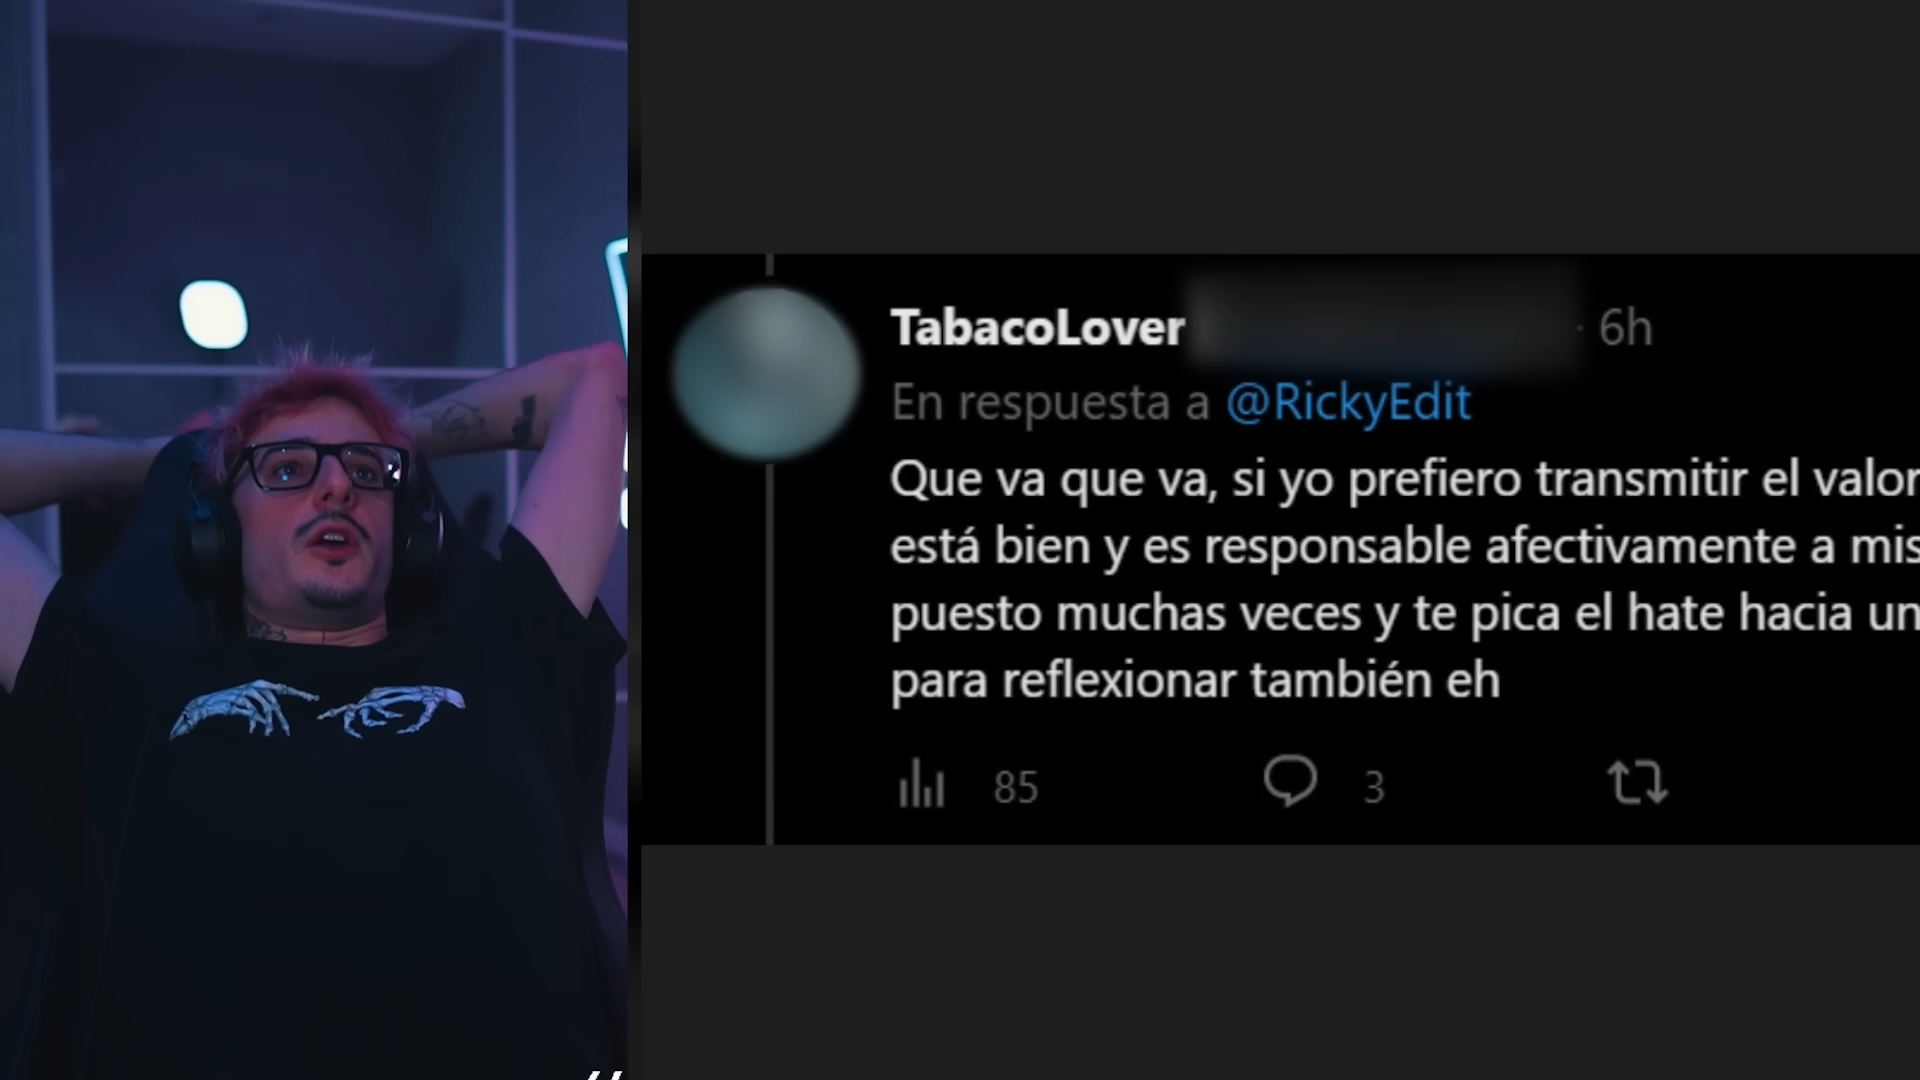 TabacoLover · 6h
En respuesta a @RickyEdit
Que va que va, si yo prefiero transmitir el valor
está bien y es responsable afectivamente a mis
puesto muchas veces y te pica el hate hacia un
para reflexionar también eh
85 3